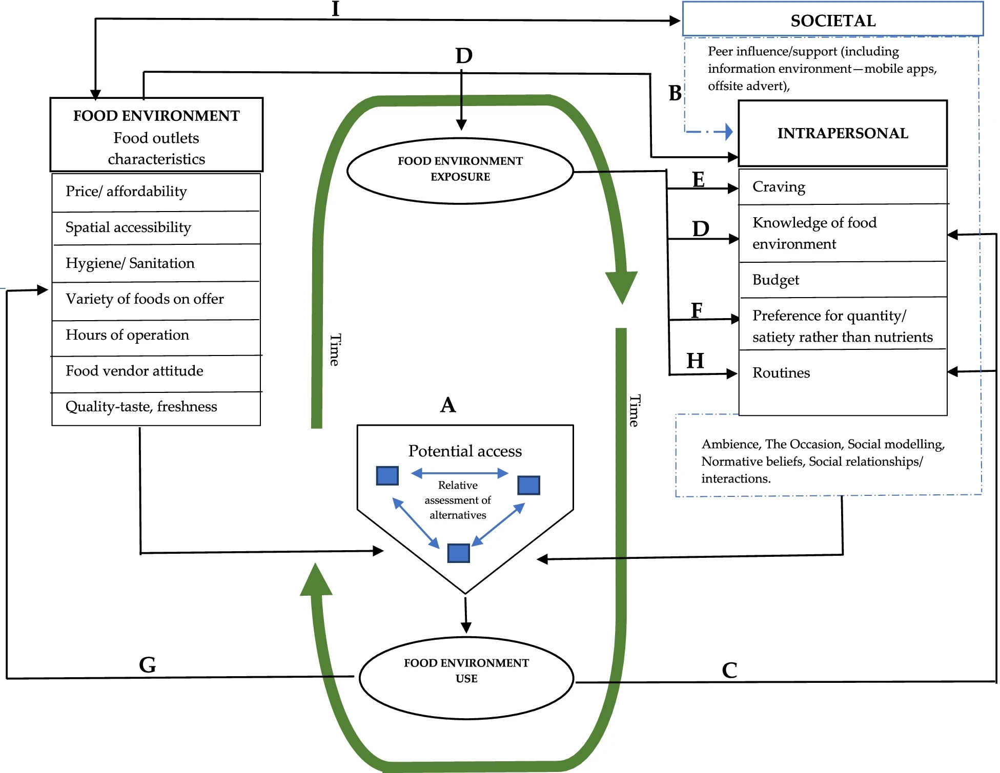 I
SOCIETAL
Peer influence/support (including
information environment—mobile apps,
offsite advert),
D
B
FOOD ENVIRONMENT
Food outlets
characteristics
INTRAPERSONAL
FOOD ENVIRONMENT
EXPOSURE
Price/ affordability
Spatial accessibility
Hygiene/ Sanitation
Variety of foods on offer
Hours of operation
Food vendor attitude
Quality-taste, freshness
E
D
F
H
Craving
Knowledge of food
environment
Budget
Preference for quantity/
satiety rather than nutrients
Routines
Time
Time
A
Potential access
Relative
assessment of
alternatives
Ambience, The Occasion, Social modelling,
Normative beliefs, Social relationships/
interactions.
G
FOOD ENVIRONMENT
USE
C